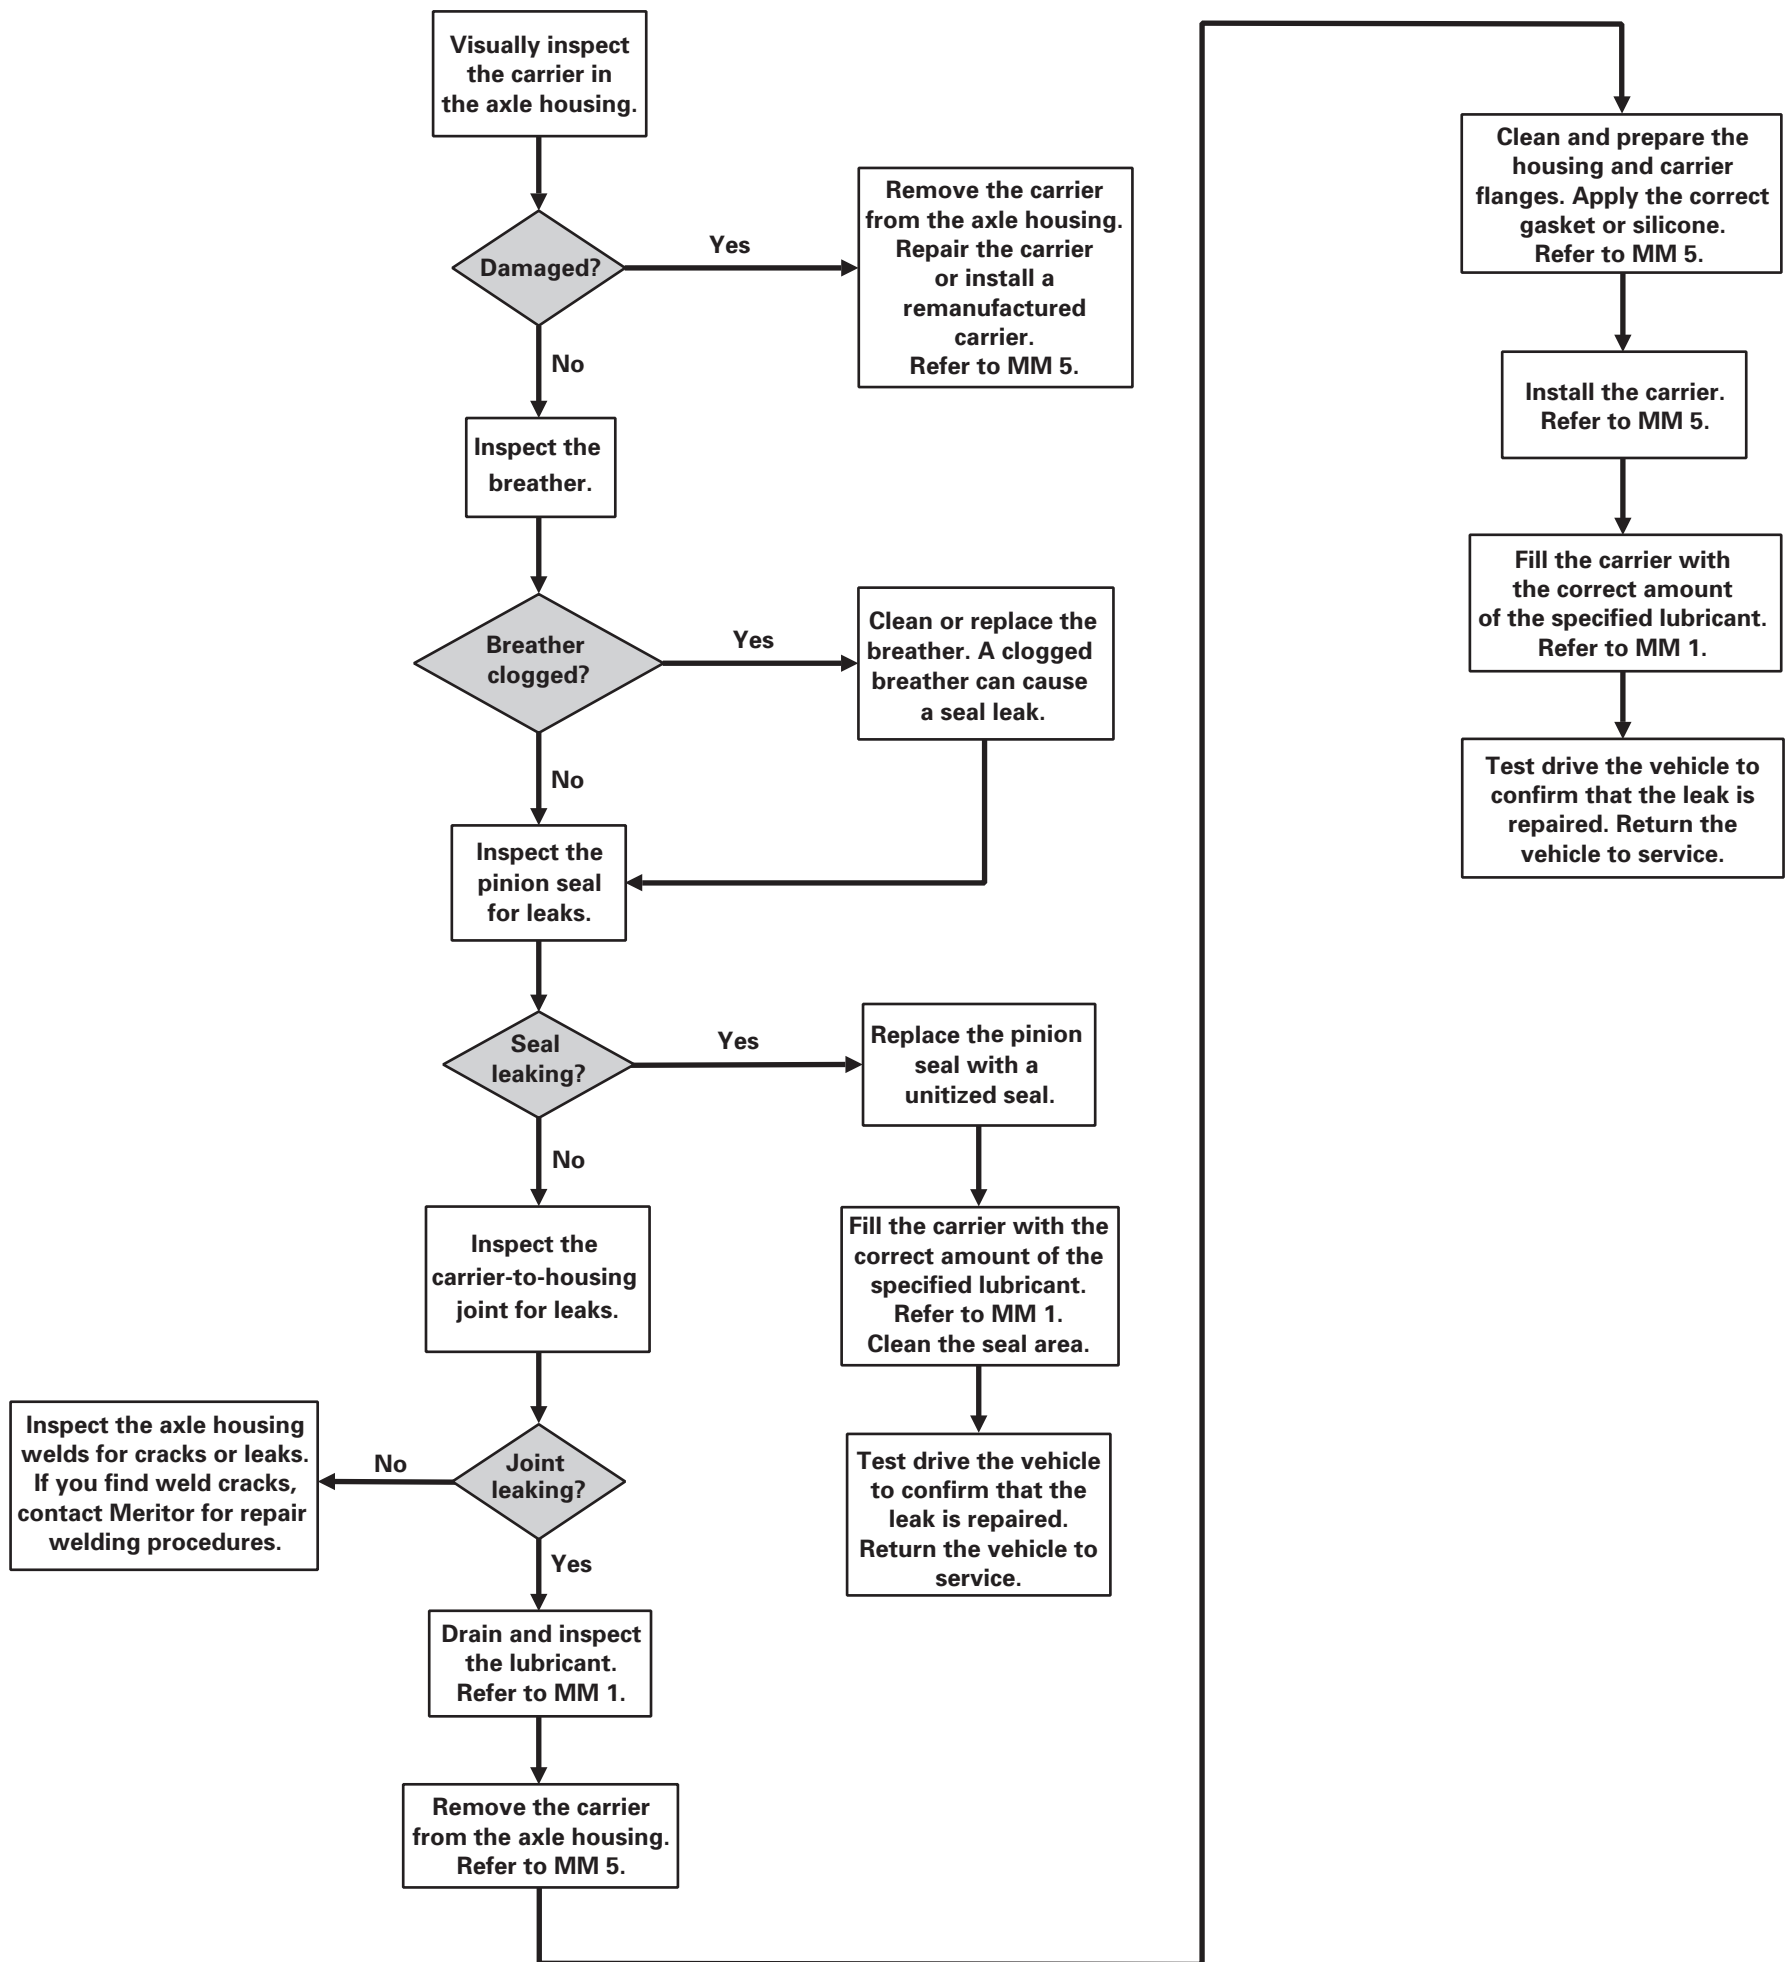 Visually inspect
the carrier in
the axle housing.
Damaged?
Yes
Remove the carrier
from the axle housing.
Repair the carrier
or install a
remanufactured
carrier.
Refer to MM 5.
No
Inspect the
breather.
Breather
clogged?
Yes
Clean or replace the
breather. A clogged
breather can cause
a seal leak.
No
Inspect the
pinion seal
for leaks.
Seal
leaking?
Yes
Replace the pinion
seal with a
unitized seal.
Fill the carrier with the
correct amount of the
specified lubricant.
Refer to MM 1.
Clean the seal area.
Test drive the vehicle
to confirm that the
leak is repaired.
Return the vehicle to
service.
No
Inspect the
carrier-to-housing
joint for leaks.
Joint
leaking?
No
Inspect the axle housing
welds for cracks or leaks.
If you find weld cracks,
contact Meritor for repair
welding procedures.
Yes
Drain and inspect
the lubricant.
Refer to MM 1.
Remove the carrier
from the axle housing.
Refer to MM 5.
Clean and prepare the
housing and carrier
flanges. Apply the correct
gasket or silicone.
Refer to MM 5.
Install the carrier.
Refer to MM 5.
Fill the carrier with
the correct amount
of the specified lubricant.
Refer to MM 1.
Test drive the vehicle to
confirm that the leak is
repaired. Return the
vehicle to service.